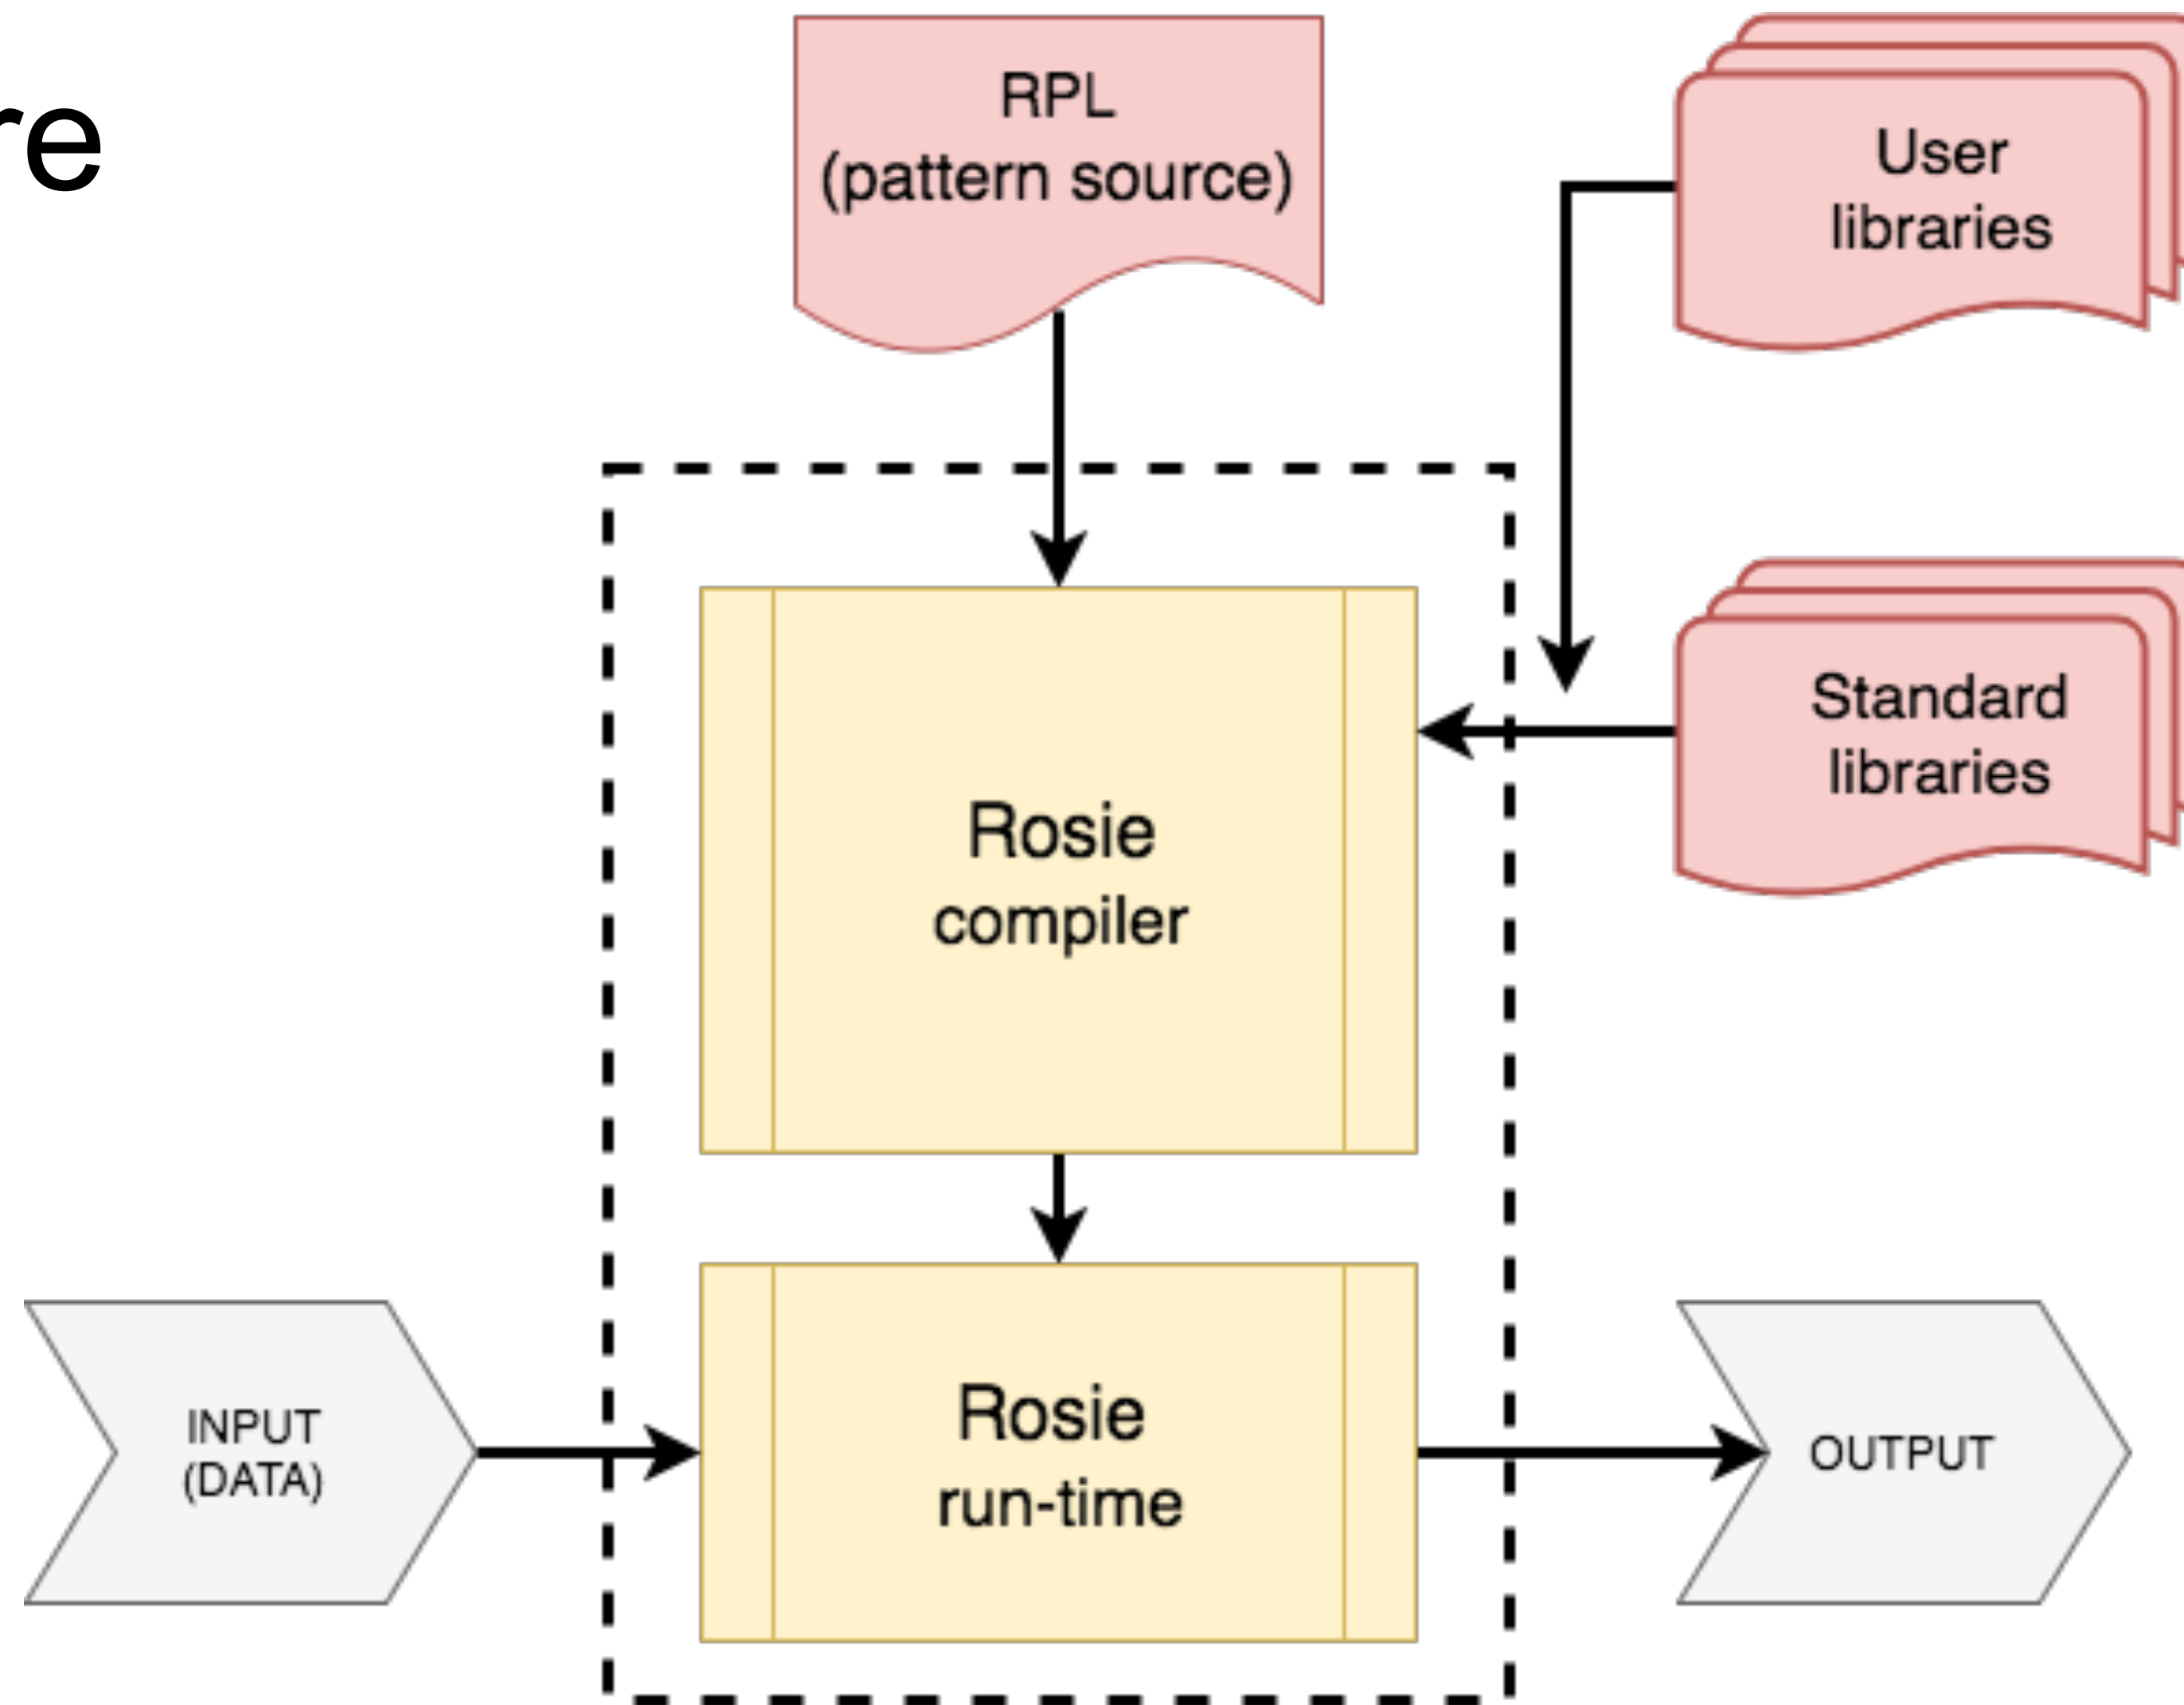 re
RPL
(pattern source)
User
libraries
Standard
libraries
Rosie
compiler
INPUT
(DATA)
Rosie
run-time
OUTPUT